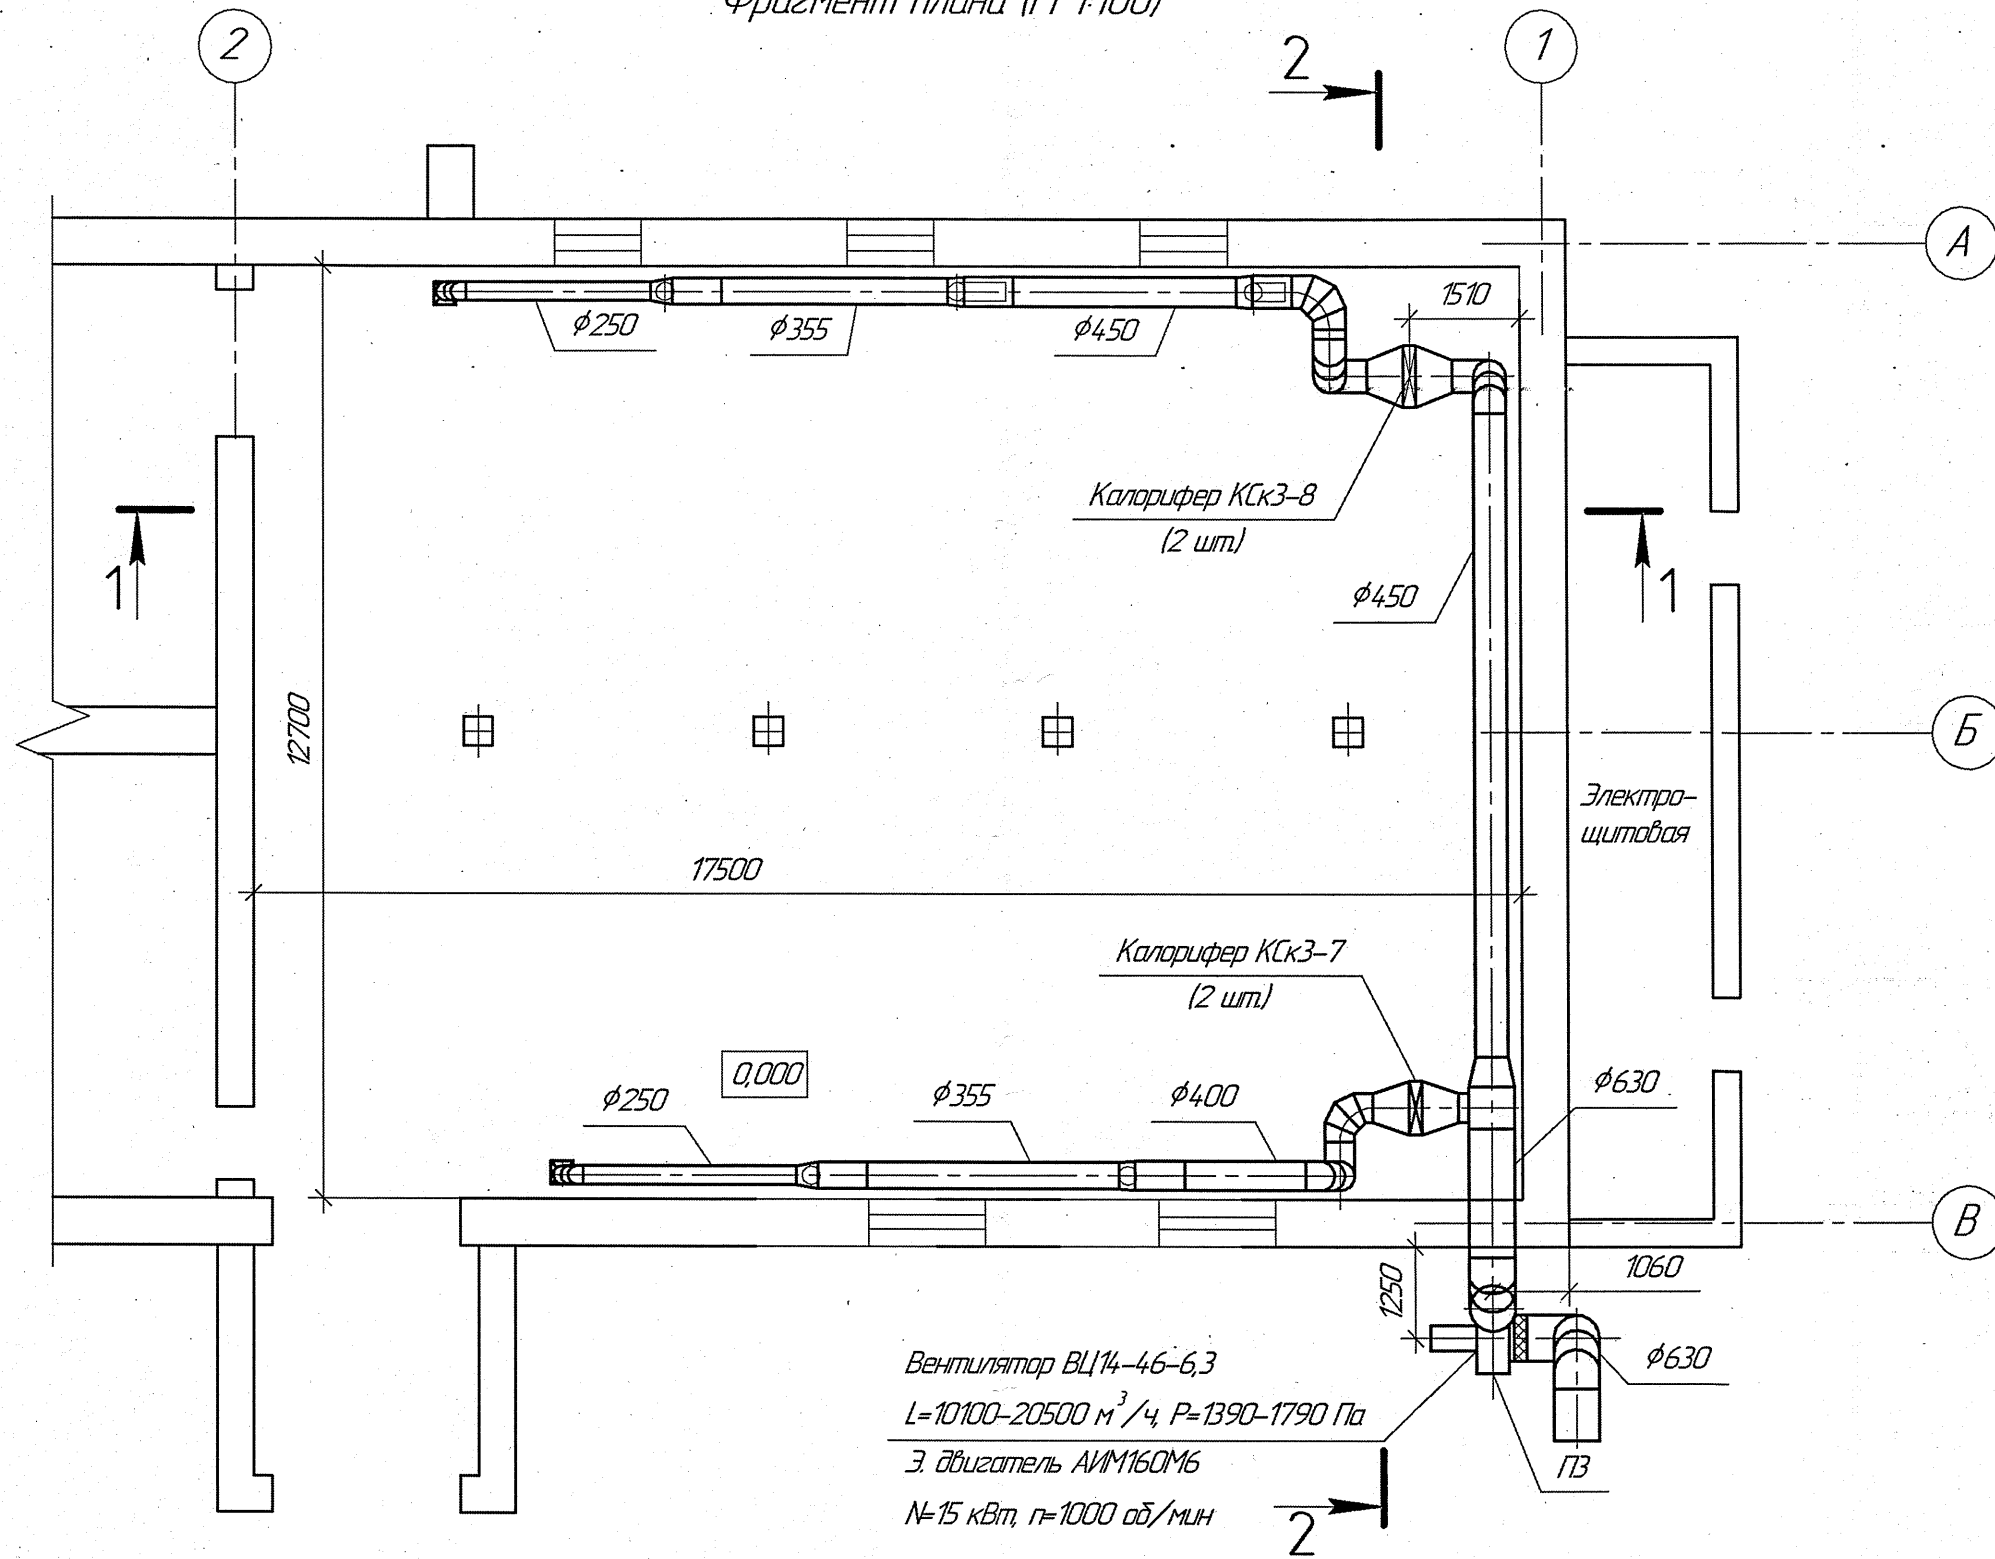 Фрагмент плана (М 1:100)
2
2
1
А
1510
ϕ250
ϕ355
ϕ450
Калорифер КСк3-8
(2 шт.)
1
1
ϕ450
12700
Б
Электро-
щитовая
17500
Калорифер КСк3-7
(2 шт.)
0,000
ϕ250
ϕ355
ϕ400
ϕ630
В
1060
1250
Вентилятор ВЦ14-46-6,3
L=10100-20500 м³/ч, Р=1390-1790 Па
Э. двигатель АИМ160М6
N=15 кВт, n=1000 об/мин
ϕ630
П3
2